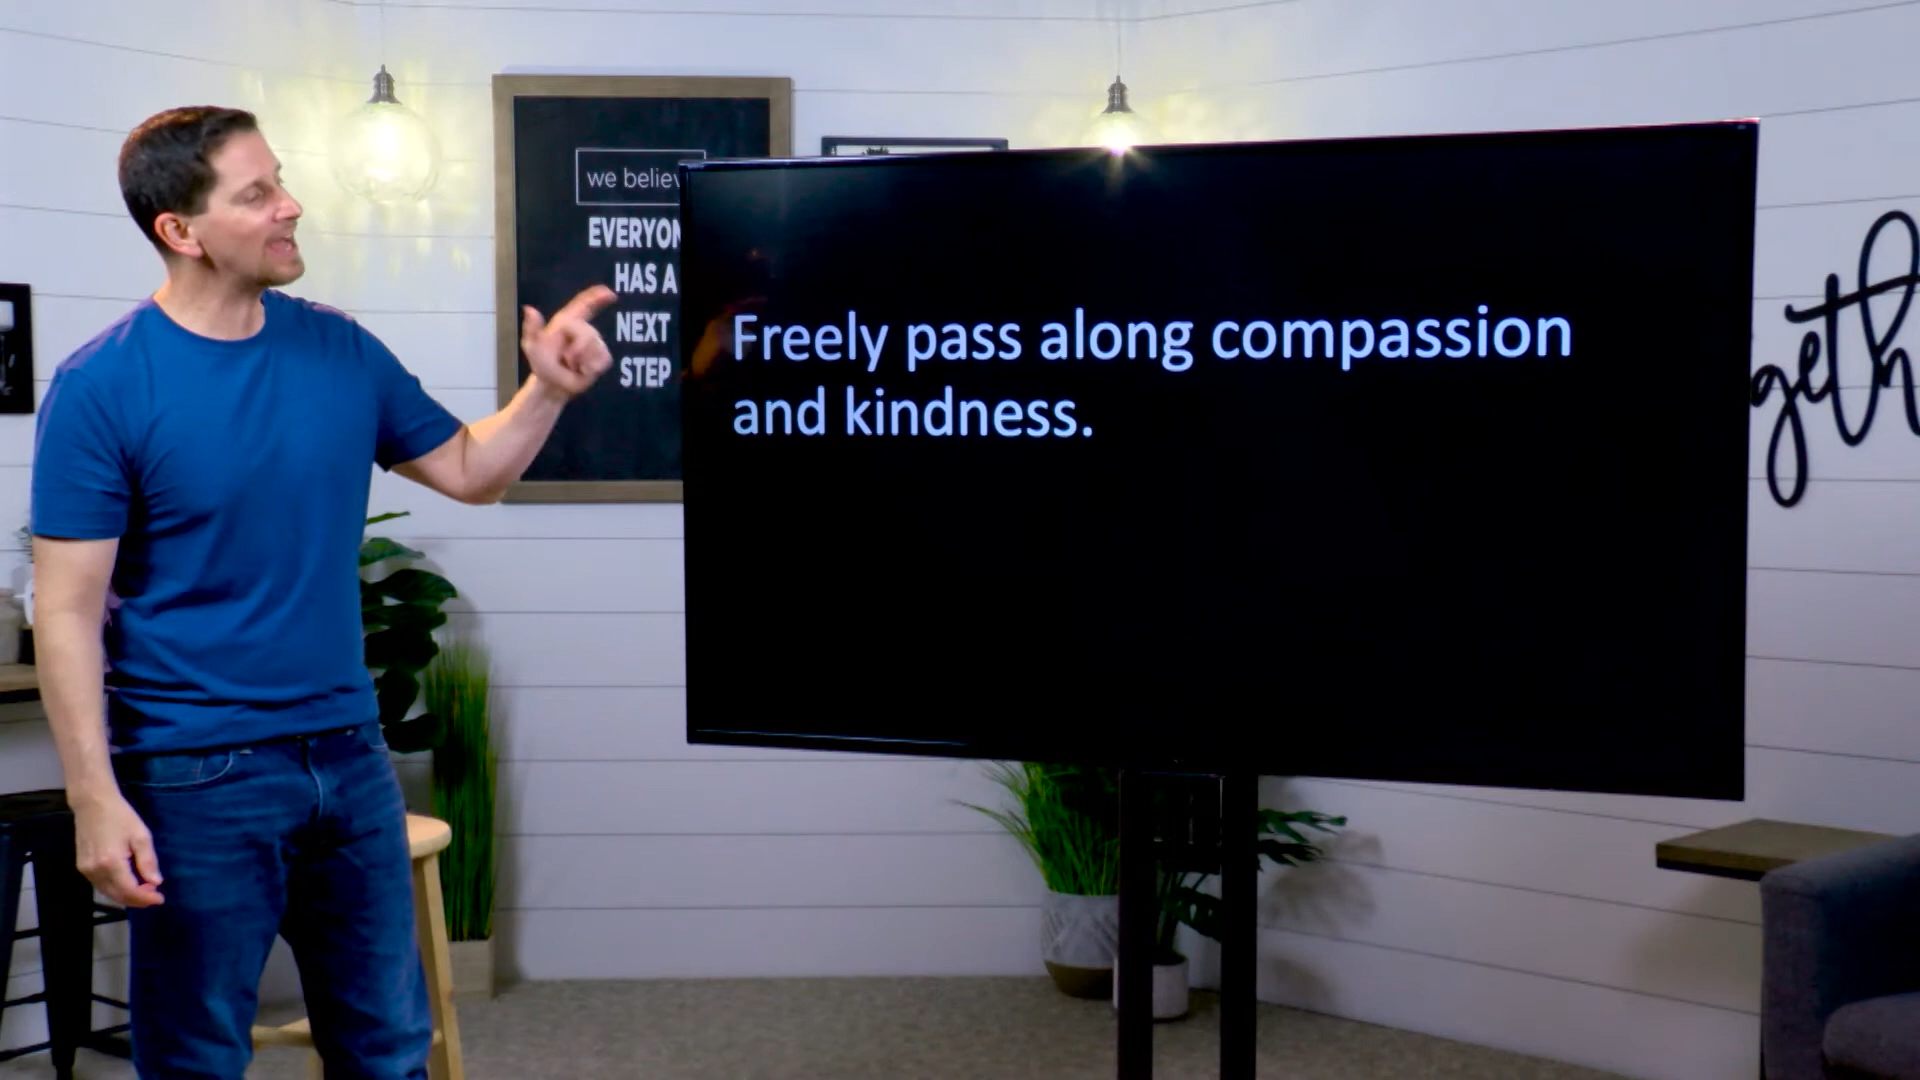 we believ
EVERYON
HAS A
NEXT
STEP
Freely pass along compassion
and kindness.
geth